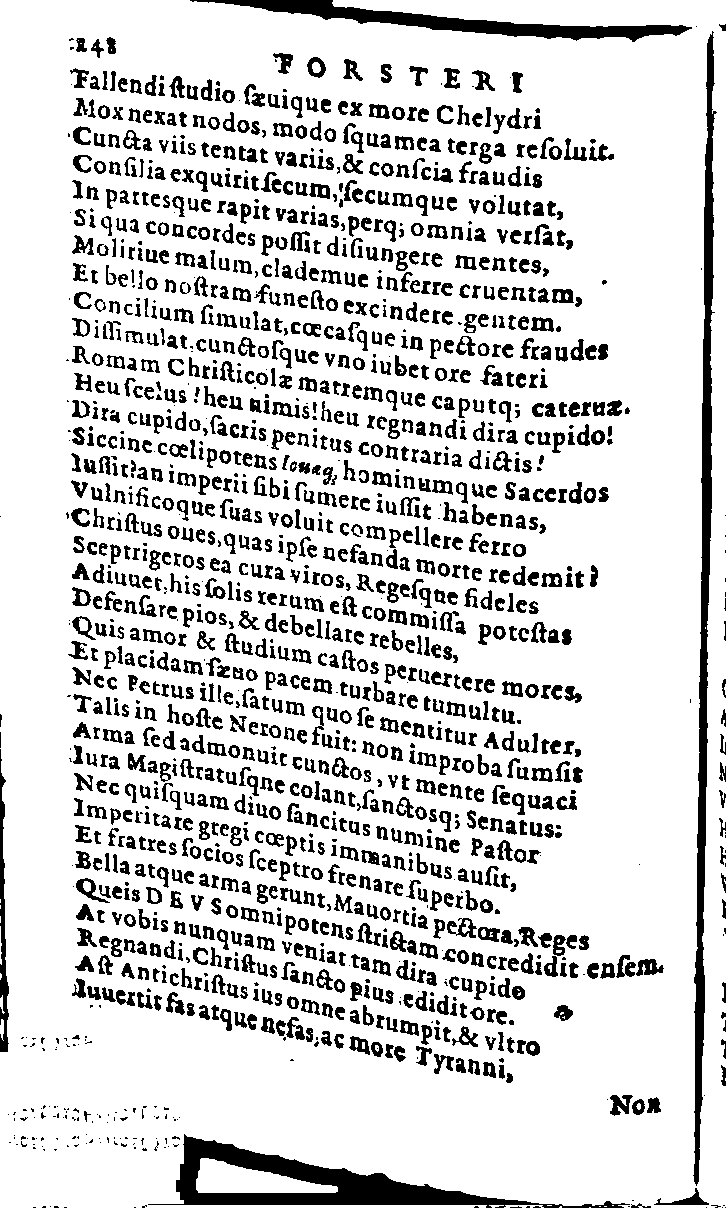 248
FORSTERI
Fallendi ſtudio ſæuique ex more Chelydri
Mox nexat nodos, modo ſquamea terga reſoluit.
Cuncta viis tentat variis, & conſcia fraudis
Conſilia exquirit ſecum, ſecumque volutat,
In partesque rapit varias, perq; omnia verſat,
Si qua concordes poſſit diſiungere mentes,
Moliriue malum, clademue inferre cruentam,
Et bello noſtram funeſto excindere gentem.
Concilium ſimulat, cœcaſque in pectore fraudes
Diſſimulat, cunctoſque vno iubet ore fateri
Romam Chriſticolæ matremque caputq; cateruæ.
Heu ſcelus! heu nimis! heu regnandi dira cupido!
Dira cupido, ſacris penitus contraria dictis!
Siccine cœlipotens Iouaq, hominumque Sacerdos
Iuſſit? an imperii ſibi ſumere iuſſit habenas,
Vulnificoque ſuas voluit compellere ferro
Chriſtus oues, quas ipſe nefanda morte redemit?
Sceptrigeros ea cura viros, Regeſque fideles
Adiuuet, his ſolis rerum eſt commiſſa poteſtas
Defenſare pios, & debellare rebelles,
Quis amor & ſtudium caſtos peruertere mores,
Et placidam ſæuo pacem turbare tumultu.
Nec Petrus ille, ſatum quo ſe mentitur Adulter,
Talis in hoſte Nerone fuit: non improba ſumſit
Arma ſed admonuit cunctos, vt mente ſequaci
Iura Magiſtratuſqne colant, ſanctosq; Senatus:
Nec quiſquam diuo ſancitus numine Paſtor
Imperitare gregi cœptis immanibus auſit,
Et fratres ſocios ſceptro frenare ſuperbo.
Bella atque arma gerunt, Mauortia pectora, Reges
Queis DEVS omnipotens ſtrictam concredidit enſem.
At vobis nunquam veniat tam dira cupido
Regnandi, Chriſtus ſancto pius edidit ore.
Aſt Antichriſtus ius omne abrumpit, & vltro
Iuuertit fas atque nefas, ac more Tyranni,
Non